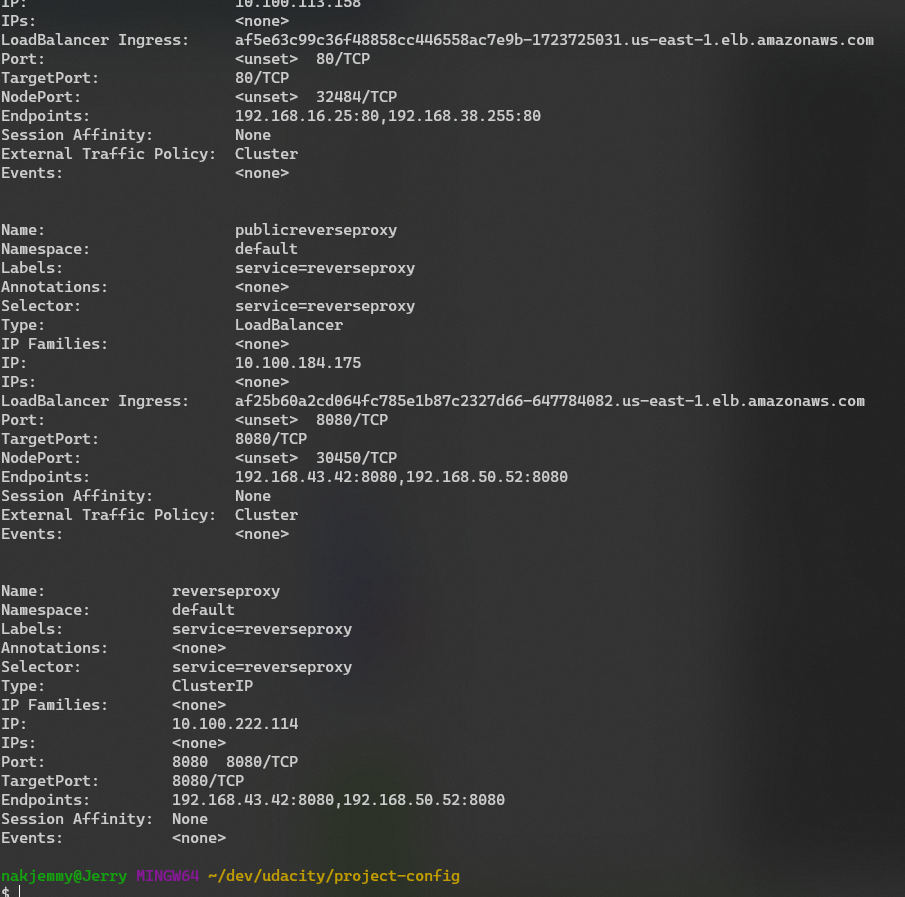 IP:                       10.100.113.158
IPs:                      <none>
LoadBalancer Ingress:     af5e63c99c36f48858cc446558ac7e9b-1723725031.us-east-1.elb.amazonaws.com
Port:                     <unset>  80/TCP
TargetPort:               80/TCP
NodePort:                 <unset>  32484/TCP
Endpoints:                192.168.16.25:80,192.168.38.255:80
Session Affinity:         None
External Traffic Policy:  Cluster
Events:                   <none>
Name:                     publicreverseproxy
Namespace:                default
Labels:                   service=reverseproxy
Annotations:              <none>
Selector:                 service=reverseproxy
Type:                     LoadBalancer
IP Families:              <none>
IP:                       10.100.184.175
IPs:                      <none>
LoadBalancer Ingress:     af25b60a2cd064fc785e1b87c2327d66-647784082.us-east-1.elb.amazonaws.com
Port:                     <unset>  8080/TCP
TargetPort:               8080/TCP
NodePort:                 <unset>  30450/TCP
Endpoints:                192.168.43.42:8080,192.168.50.52:8080
Session Affinity:         None
External Traffic Policy:  Cluster
Events:                   <none>
Name:              reverseproxy
Namespace:         default
Labels:            service=reverseproxy
Annotations:       <none>
Selector:          service=reverseproxy
Type:              ClusterIP
IP Families:       <none>
IP:                10.100.222.114
IPs:               <none>
Port:              8080  8080/TCP
TargetPort:        8080/TCP
Endpoints:         192.168.43.42:8080,192.168.50.52:8080
Session Affinity:  None
Events:            <none>
nakjemmy@Jerry MINGW64 ~/dev/udacity/project-config
$